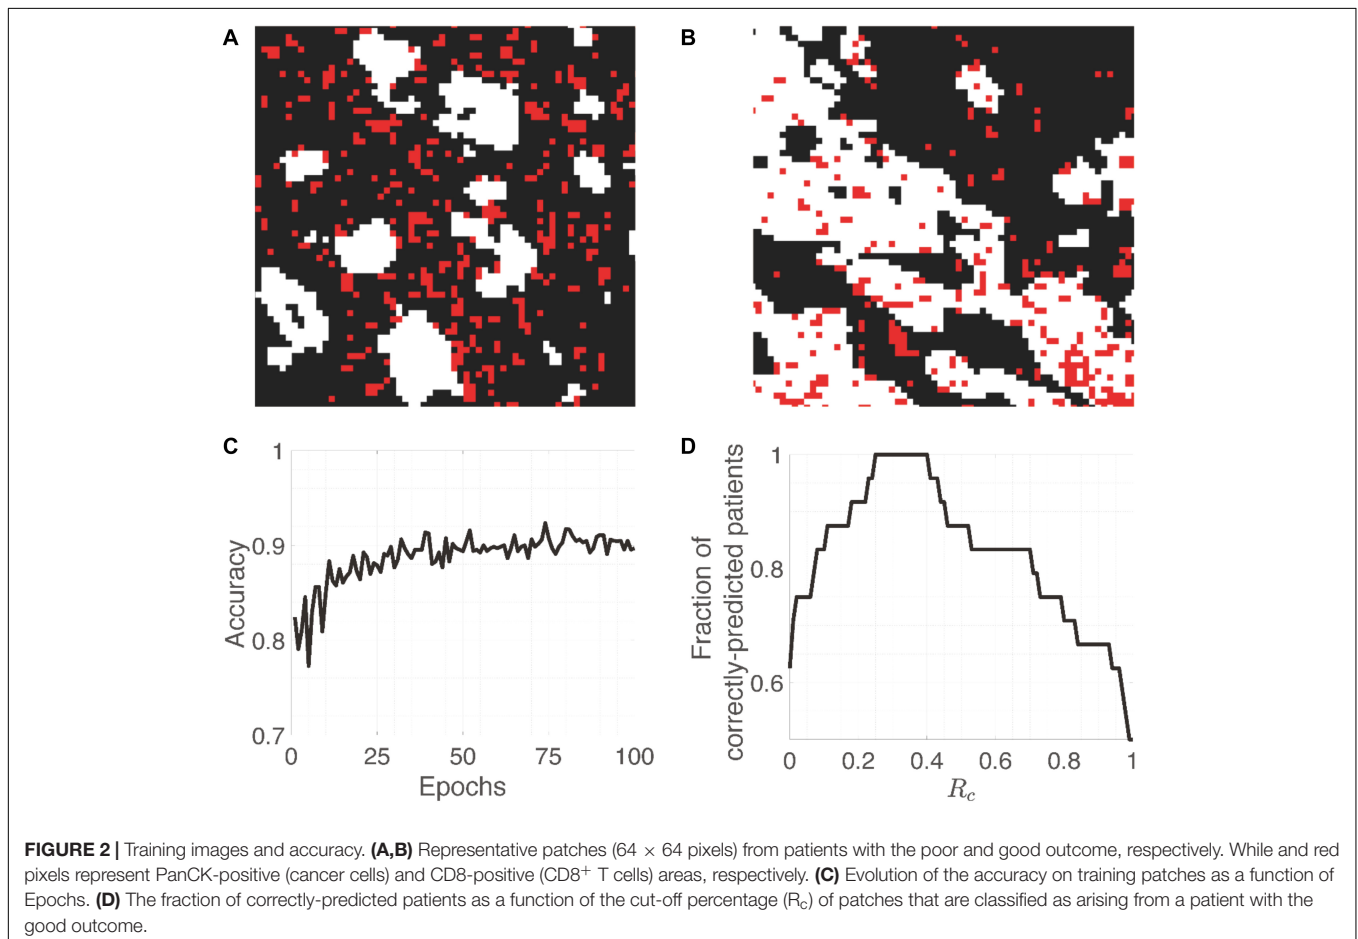 A
B
C
1
0.9
0.8
0.7
Accuracy
0
25
50
75
100
Epochs
D
1
0.8
0.6
Fraction of
correctly-predicted patients
0
0.2
0.4
0.6
0.8
1
Rc
FIGURE 2 | Training images and accuracy. (A,B) Representative patches (64 × 64 pixels) from patients with the poor and good outcome, respectively. While and red
pixels represent PanCK-positive (cancer cells) and CD8-positive (CD8+ T cells) areas, respectively. (C) Evolution of the accuracy on training patches as a function of
Epochs. (D) The fraction of correctly-predicted patients as a function of the cut-off percentage (Rc) of patches that are classified as arising from a patient with the
good outcome.